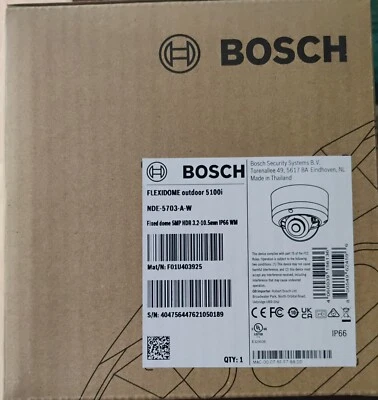 BOSCH
BOSCH
FLEXIDOME outdoor 5100i
NDE-5703-A-W
Fixed dome 5MP HDR 3.2-10.5mm IP66 WM
Mat/N: F01U403925
S/N: 404756447621050189
QTY: 1
Bosch Security Systems B.V.
Torenallee 49, 5617 BA Eindhoven, NL
Made in Thailand
IP66